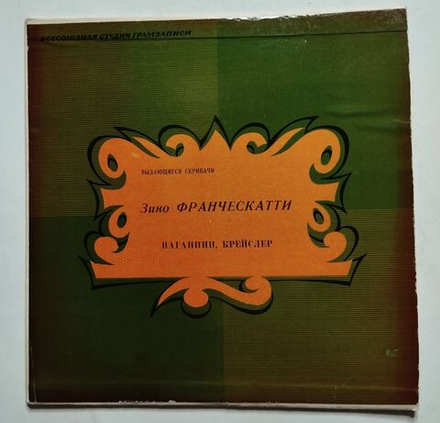 ВСЕСОЮЗНАЯ СТУДИЯ ГРАМЗАПИСИ
ВЫДАЮЩИЕСЯ СКРИПАЧИ
Зино ФРАНЧЕСКАТТИ
ПАГАНИНИ, КРЕЙСЛЕР